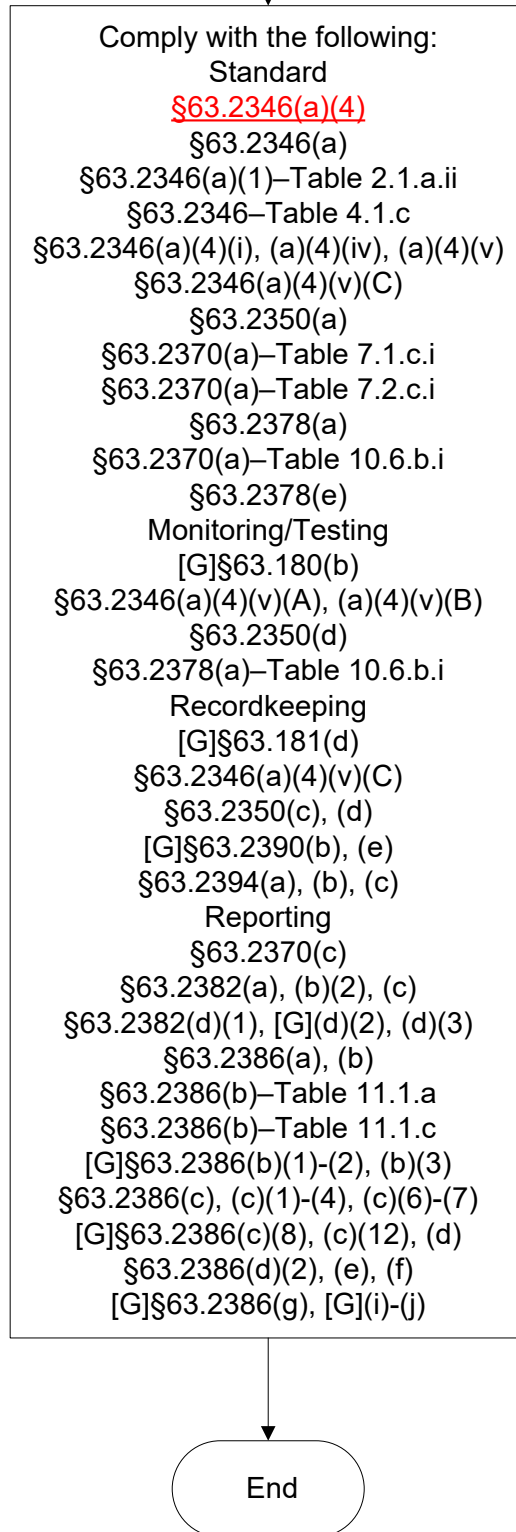 Comply with the following:
Standard
§63.2346(a)(4)
§63.2346(a)
§63.2346(a)(1)–Table 2.1.a.ii
§63.2346–Table 4.1.c
§63.2346(a)(4)(i), (a)(4)(iv), (a)(4)(v)
§63.2346(a)(4)(v)(C)
§63.2350(a)
§63.2370(a)–Table 7.1.c.i
§63.2370(a)–Table 7.2.c.i
§63.2378(a)
§63.2370(a)–Table 10.6.b.i
§63.2378(e)
Monitoring/Testing
[G]§63.180(b)
§63.2346(a)(4)(v)(A), (a)(4)(v)(B)
§63.2350(d)
§63.2378(a)–Table 10.6.b.i
Recordkeeping
[G]§63.181(d)
§63.2346(a)(4)(v)(C)
§63.2350(c), (d)
[G]§63.2390(b), (e)
§63.2394(a), (b), (c)
Reporting
§63.2370(c)
§63.2382(a), (b)(2), (c)
§63.2382(d)(1), [G](d)(2), (d)(3)
§63.2386(a), (b)
§63.2386(b)–Table 11.1.a
§63.2386(b)–Table 11.1.c
[G]§63.2386(b)(1)-(2), (b)(3)
§63.2386(c), (c)(1)-(4), (c)(6)-(7)
[G]§63.2386(c)(8), (c)(12), (d)
§63.2386(d)(2), (e), (f)
[G]§63.2386(g), [G](i)-(j)
End